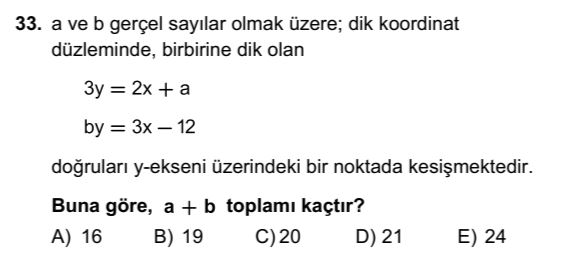 33. a ve b gerçel sayılar olmak üzere; dik koordinat
düzleminde, birbirine dik olan
3y = 2x + a
by = 3x – 12
doğruları y-ekseni üzerindeki bir noktada kesişmektedir.
Buna göre, a + b toplamı kaçtır?
A) 16 B) 19 C) 20 D) 21 E) 24